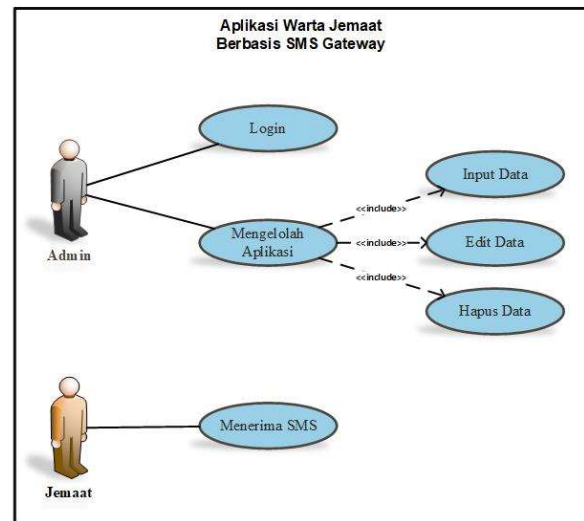 Aplikasi Warta Jemaat
Berbasis SMS Gateway
Login
Admin
Mengelolah
Aplikasi
<<include>>
<<include>>
<<include>>
Input Data
Edit Data
Hapus Data
Jemaat
Menerima SMS